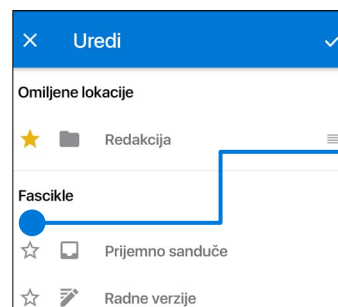 Uredi
Omiljene lokacije
Redakcija
Fascikle
Prijemno sanduče
Radne verzije